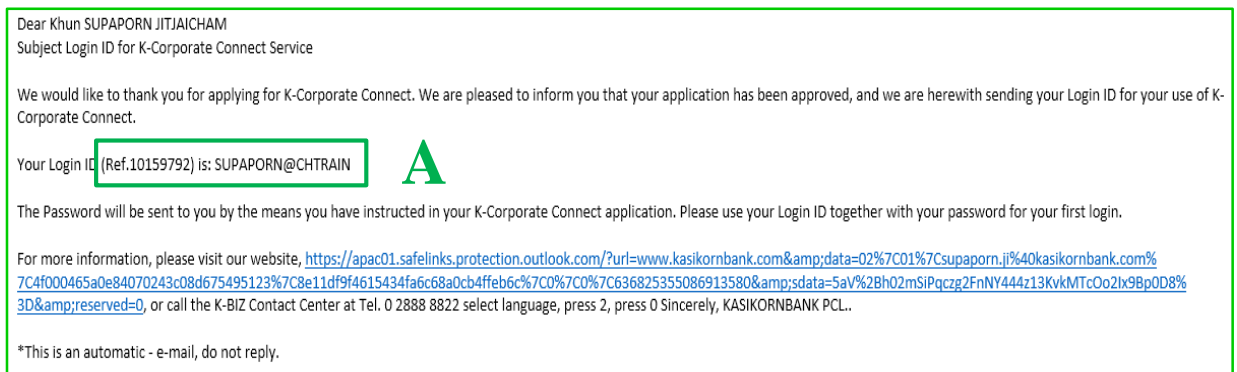 Dear Khun SUPAPORN JITJAICHAM
Subject Login ID for K-Corporate Connect Service
We would like to thank you for applying for K-Corporate Connect. We are pleased to inform you that your application has been approved, and we are herewith sending your Login ID for your use of K-
Corporate Connect.
Your Login ID (Ref.10159792) is: SUPAPORN@CHTRAIN
A
The Password will be sent to you by the means you have instructed in your K-Corporate Connect application. Please use your Login ID together with your password for your first login.
For more information, please visit our website, https://apac01.safelinks.protection.outlook.com/?url=www.kasikornbank.com&amp;data=02%7C01%7Csupaporn.ji%40kasikornbank.com%
7C4f000465a0e84070243c08d675495123%7C8e11df9f4615434fa6c68a0cb4ffeb6c%7C0%7C0%7C636825355086913580&amp;sdata=5aV%2Bh02mSiPqczg2FnNY444z13KvkMTcOo2Ix9Bp0D8%
3D&amp;reserved=0, or call the K-BIZ Contact Center at Tel. 0 2888 8822 select language, press 2, press 0 Sincerely, KASIKORNBANK PCL..
*This is an automatic - e-mail, do not reply.